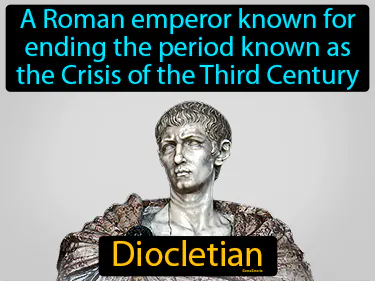 A Roman emperor known for
ending the period known as
the Crisis of the Third Century
Diocletian